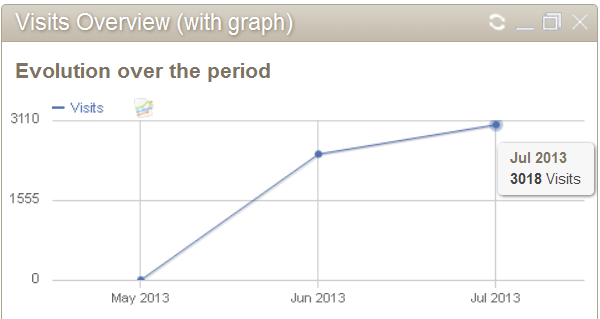 Visits Overview (with graph)
Evolution over the period
Visits
3110
Jul 2013
3018 Visits
1555
0
May 2013
Jun 2013
Jul 2013